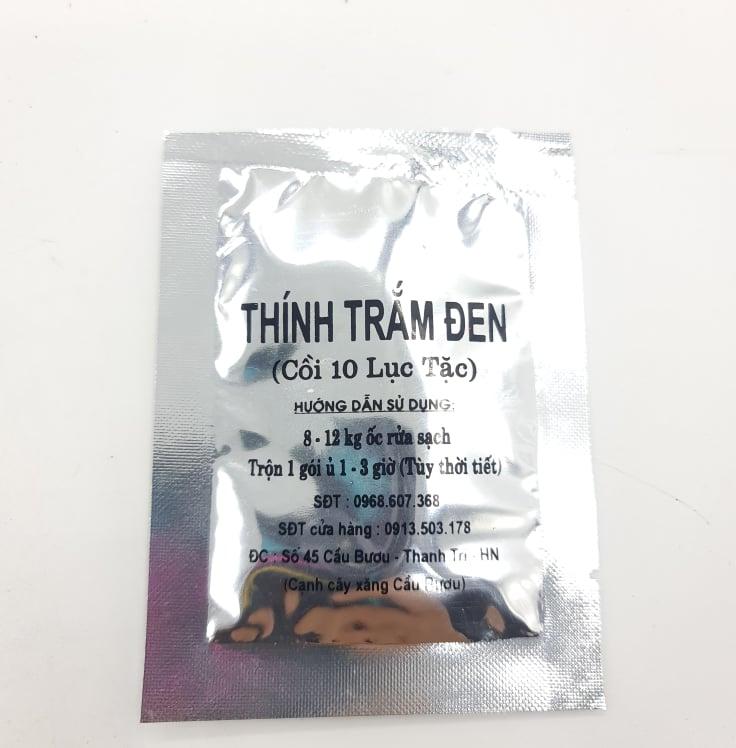 THÍNH TRẮM ĐEN
(Cồi 10 Lục Tặc)
HƯỚNG DẪN SỬ DỤNG:
8 - 12 kg ốc rửa sạch
Trộn 1 gói ủ 1 - 3 giờ (Tùy thời tiết)
SĐT : 0968.607.368
SĐT cửa hàng : 0913.503.178
ĐC : Số 45 Cầu Bươu - Thanh Trì - HN
(Cạnh cây xăng Cầu Bươu)